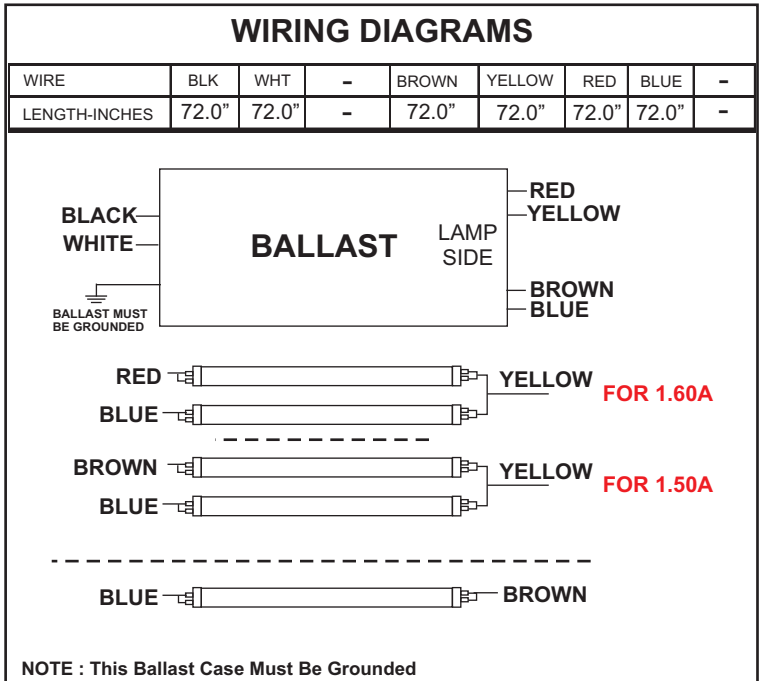 WIRING DIAGRAMS
WIRE BLK WHT - BROWN YELLOW RED BLUE -
LENGTH-INCHES 72.0” 72.0” - 72.0” 72.0” 72.0” 72.0” -
BLACK
WHITE
BALLAST MUST
BE GROUNDED
BALLAST
LAMP
SIDE
RED
YELLOW
BROWN
BLUE
RED
BLUE
YELLOW
FOR 1.60A
BROWN
BLUE
YELLOW
FOR 1.50A
BLUE
BROWN
NOTE : This Ballast Case Must Be Grounded